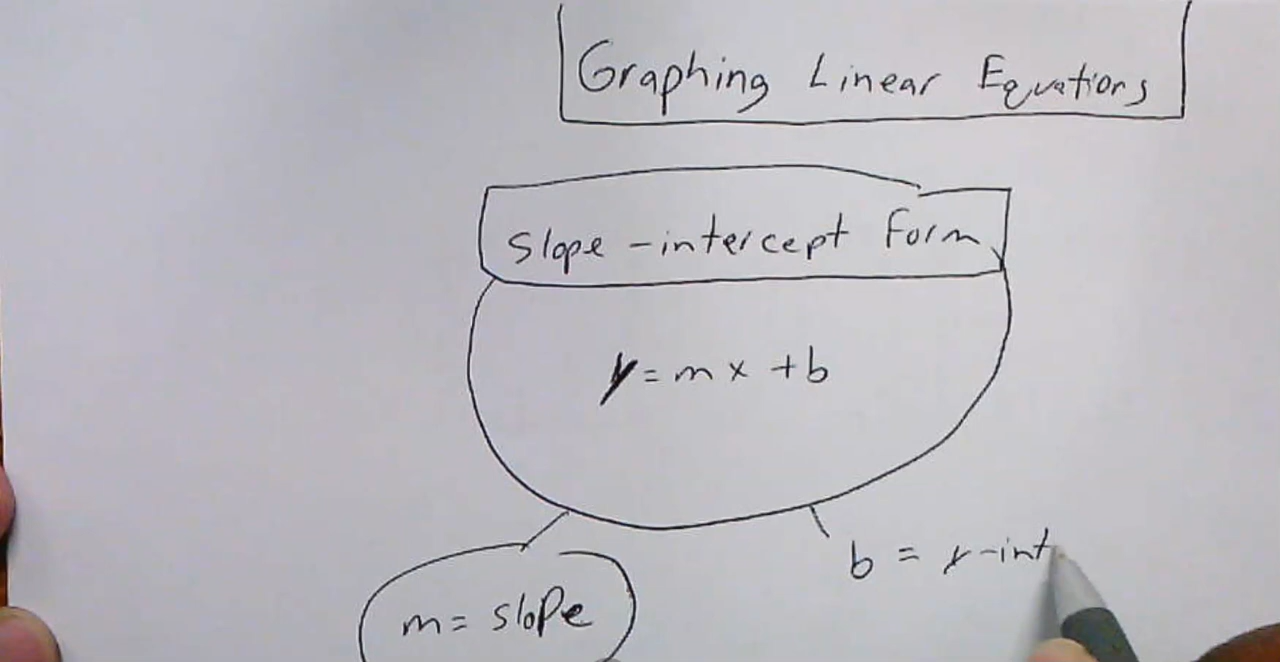 Graphing Linear Equations
Slope-intercept Form
y = mx + b
b = y-int
m = slope